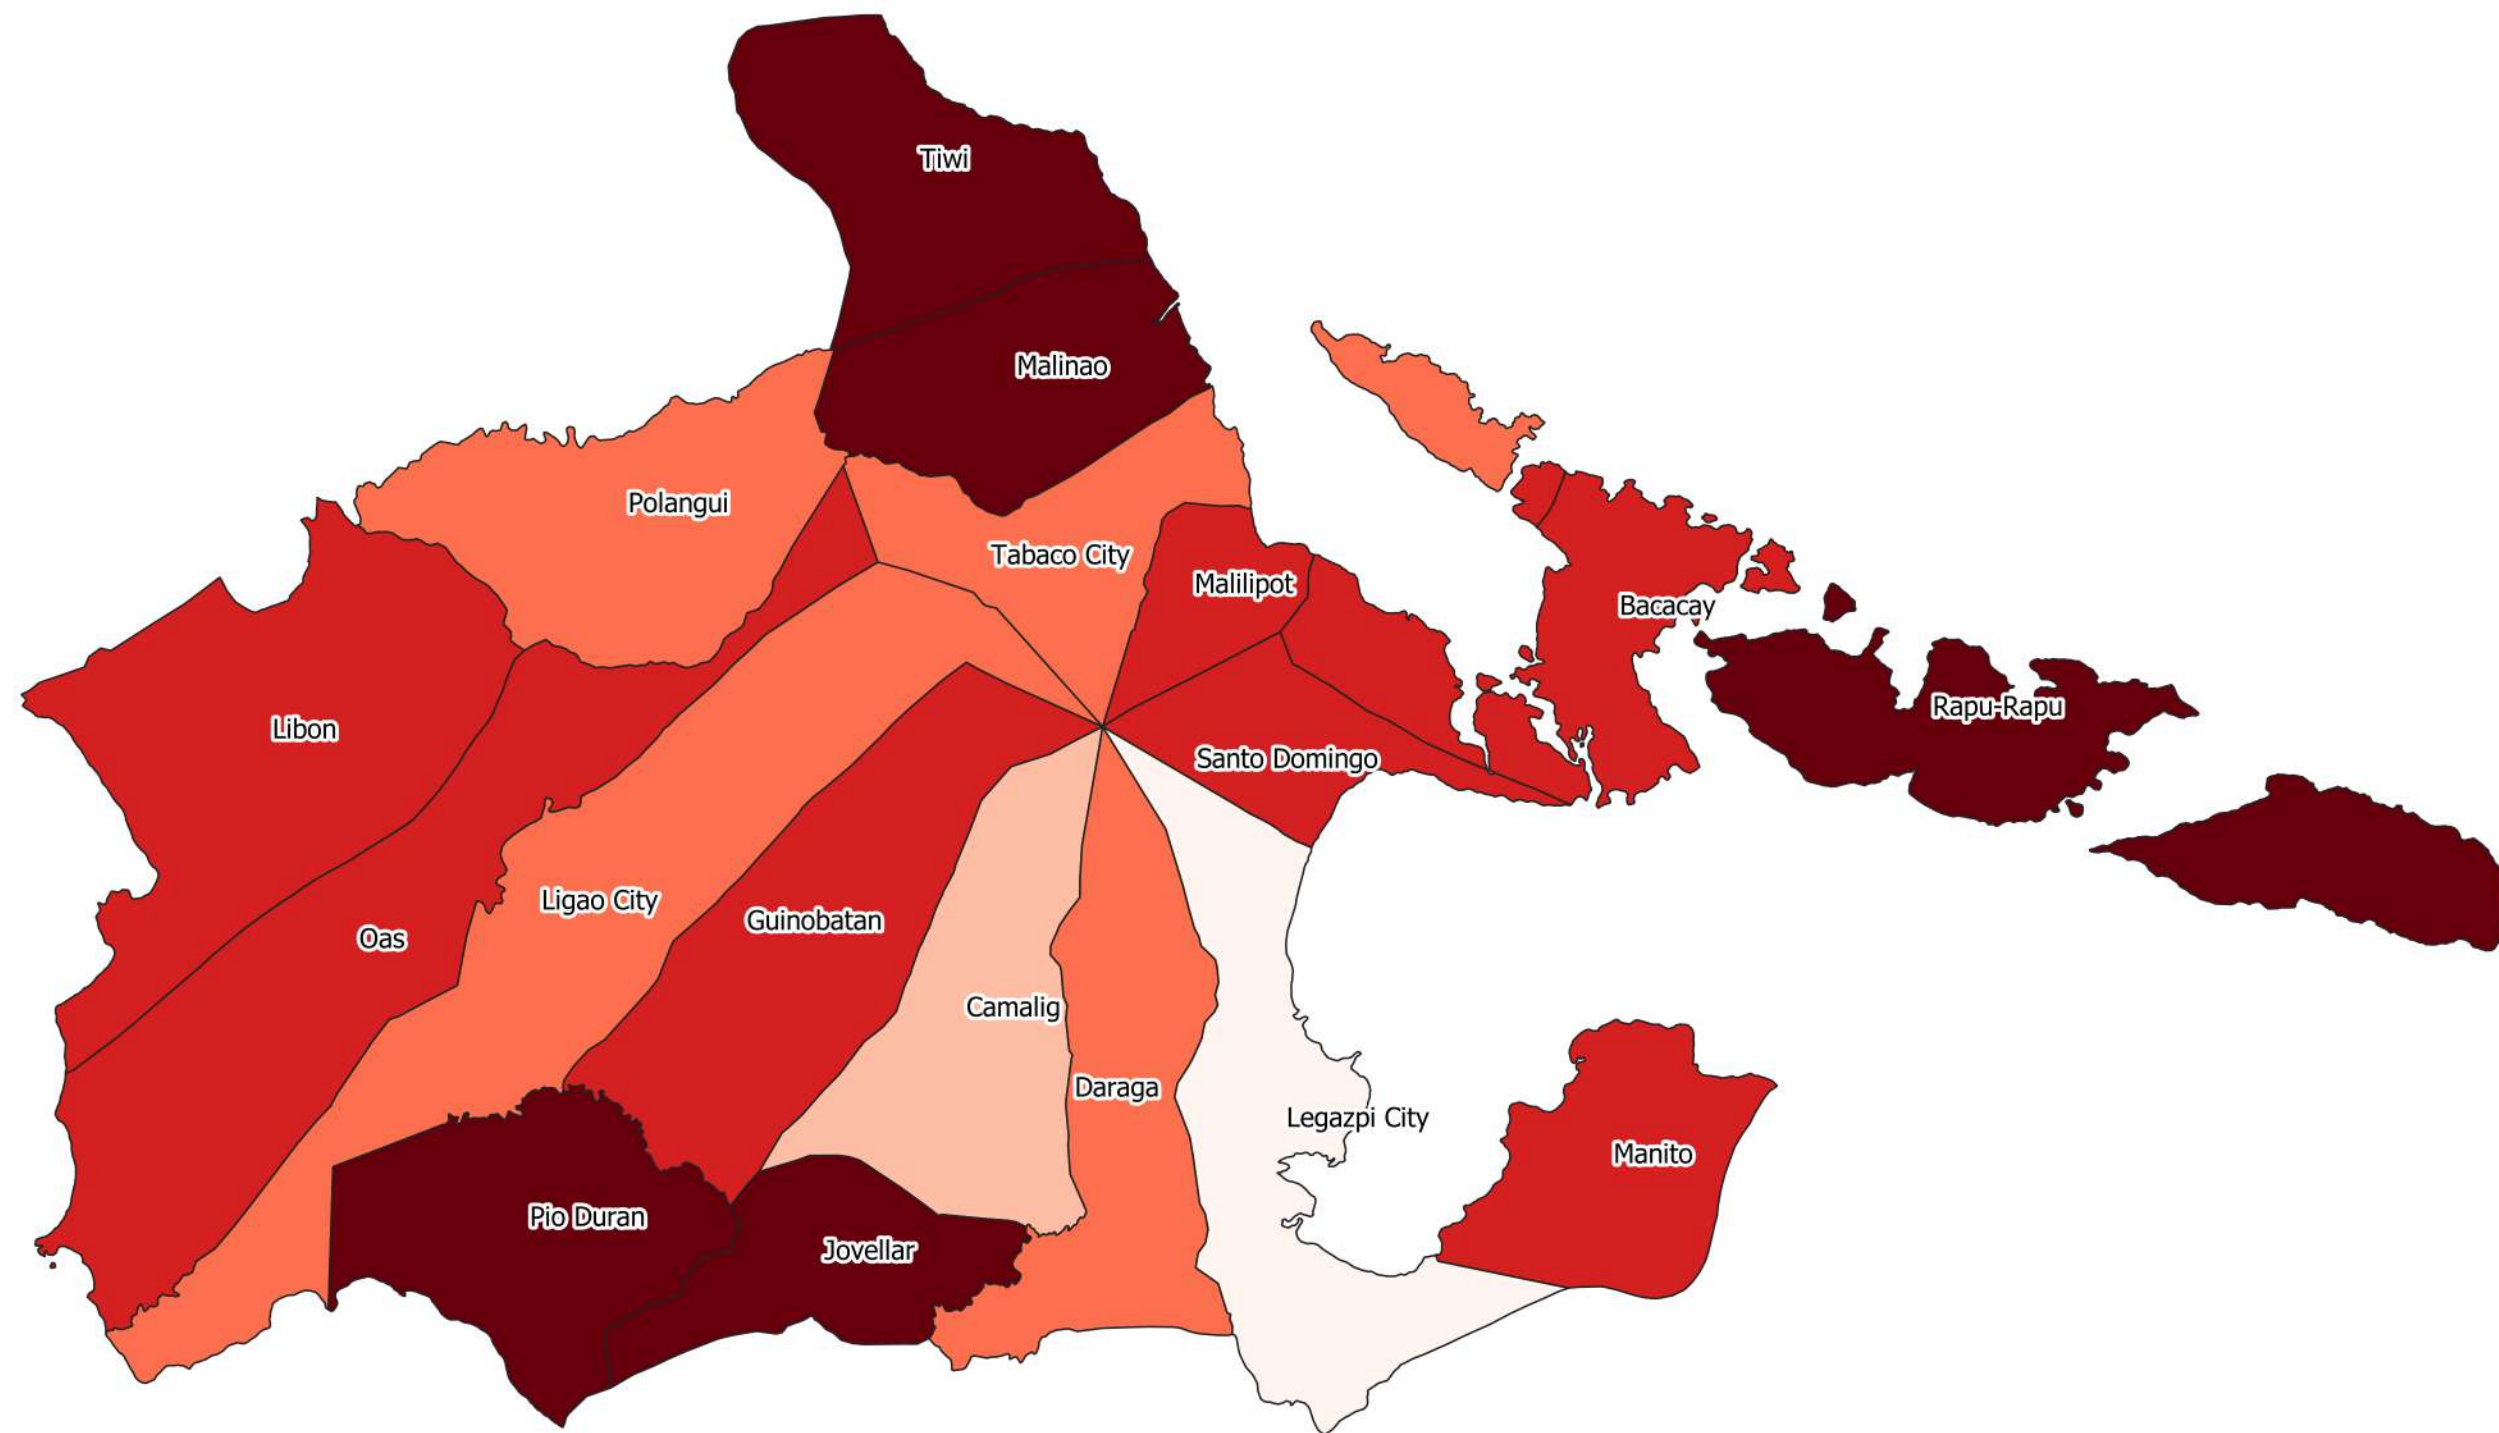 Tiwi
Malinao
Polangui
Tabaco City
Malilipot
Bacacay
Rapu-Rapu
Libon
Santo Domingo
Ligao City
Guinobatan
Oas
Camalig
Daraga
Legazpi City
Manito
Pio Duran
Jovellar